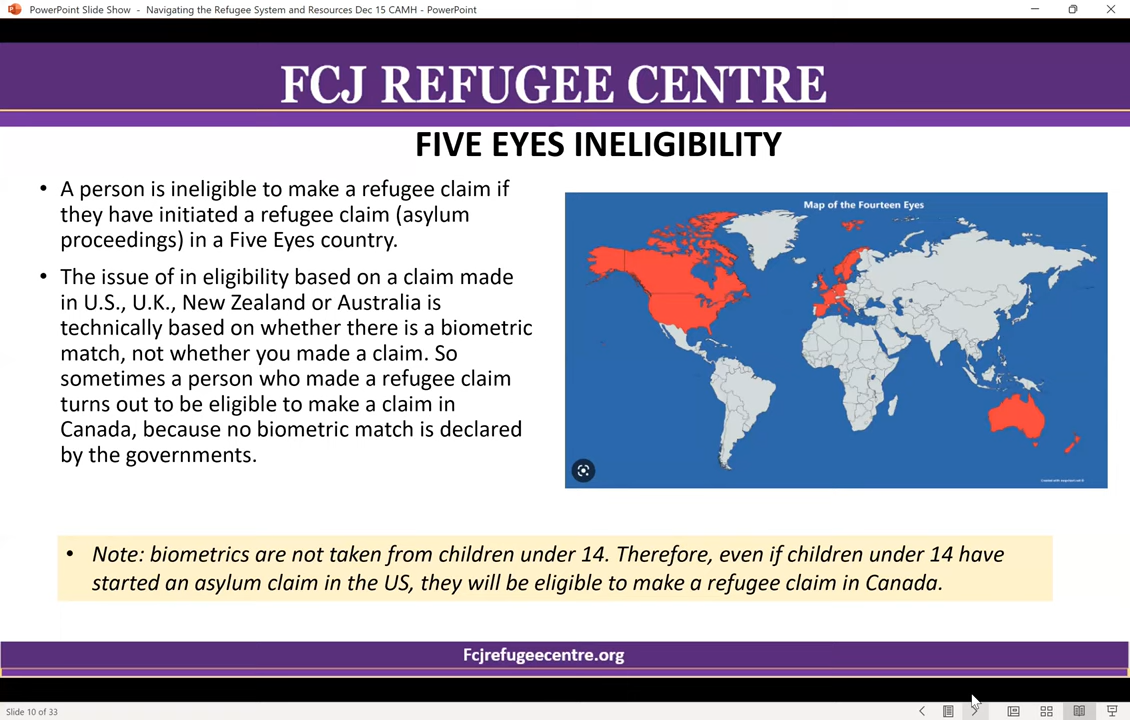 PowerPoint Slide Show - Navigating the Refugee System and Resources Dec 15 CAMH - PowerPoint
FCJ REFUGEE CENTRE
FIVE EYES INELIGIBILITY
• A person is ineligible to make a refugee claim if
they have initiated a refugee claim (asylum
proceedings) in a Five Eyes country.
• The issue of in eligibility based on a claim made
in U.S., U.K., New Zealand or Australia is
technically based on whether there is a biometric
match, not whether you made a claim. So
sometimes a person who made a refugee claim
turns out to be eligible to make a claim in
Canada, because no biometric match is declared
by the governments.
Map of the Fourteen Eyes
• Note: biometrics are not taken from children under 14. Therefore, even if children under 14 have
started an asylum claim in the US, they will be eligible to make a refugee claim in Canada.
Fcjrefugeecentre.org
Slide 10 of 33